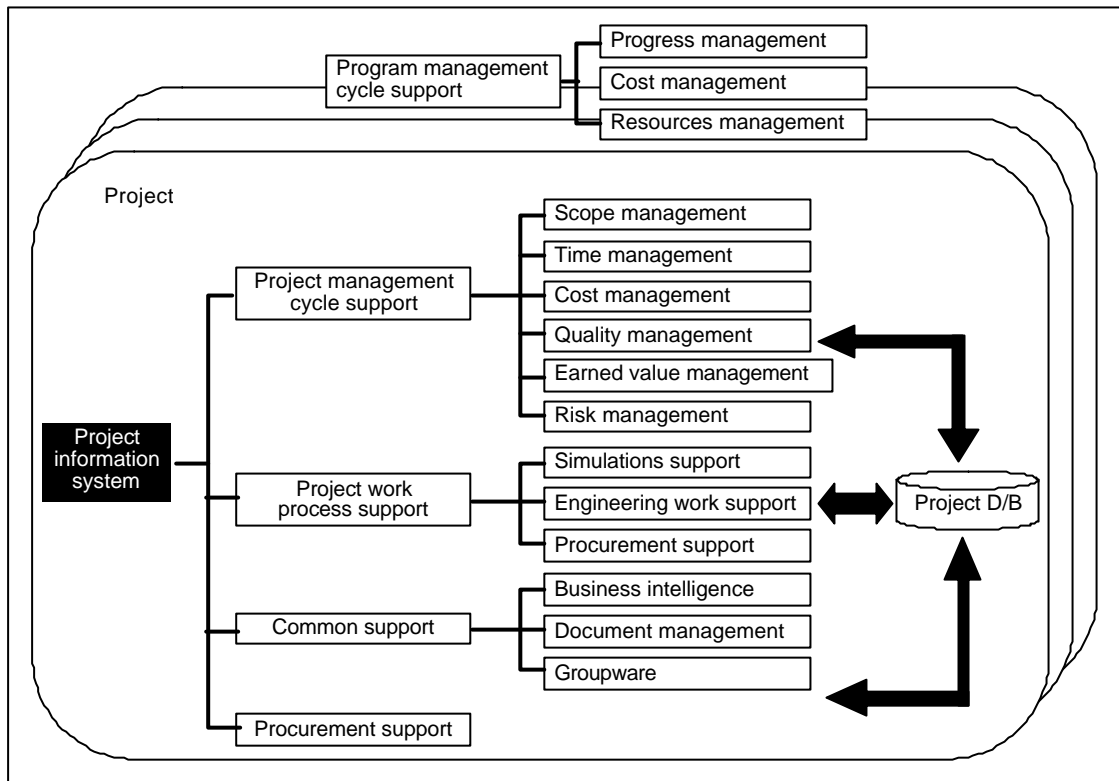 Program management
cycle support
Progress management
Cost management
Resources management
Project
Project
information
system
Project management
cycle support
Scope management
Time management
Cost management
Quality management
Earned value management
Risk management
Project work
process support
Simulations support
Engineering work support
Procurement support
Common support
Business intelligence
Document management
Groupware
Procurement support
Project D/B